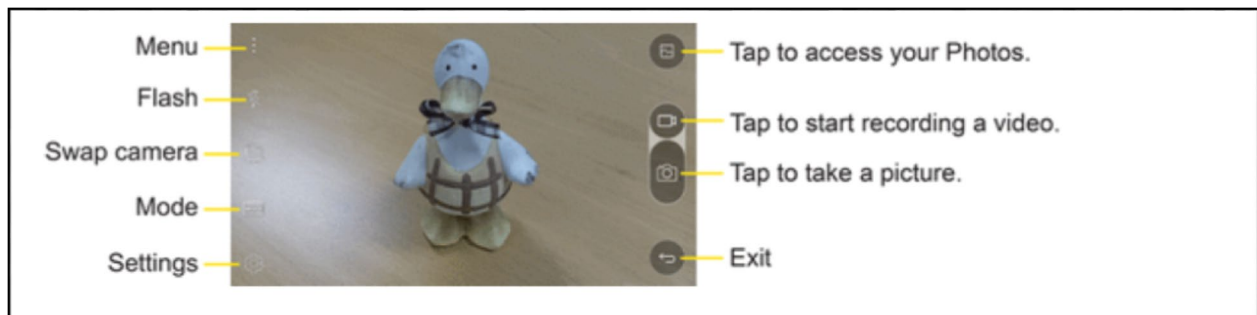 Menu
Flash
Swap camera
Mode
Settings
Tap to access your Photos.
Tap to start recording a video.
Tap to take a picture.
Exit